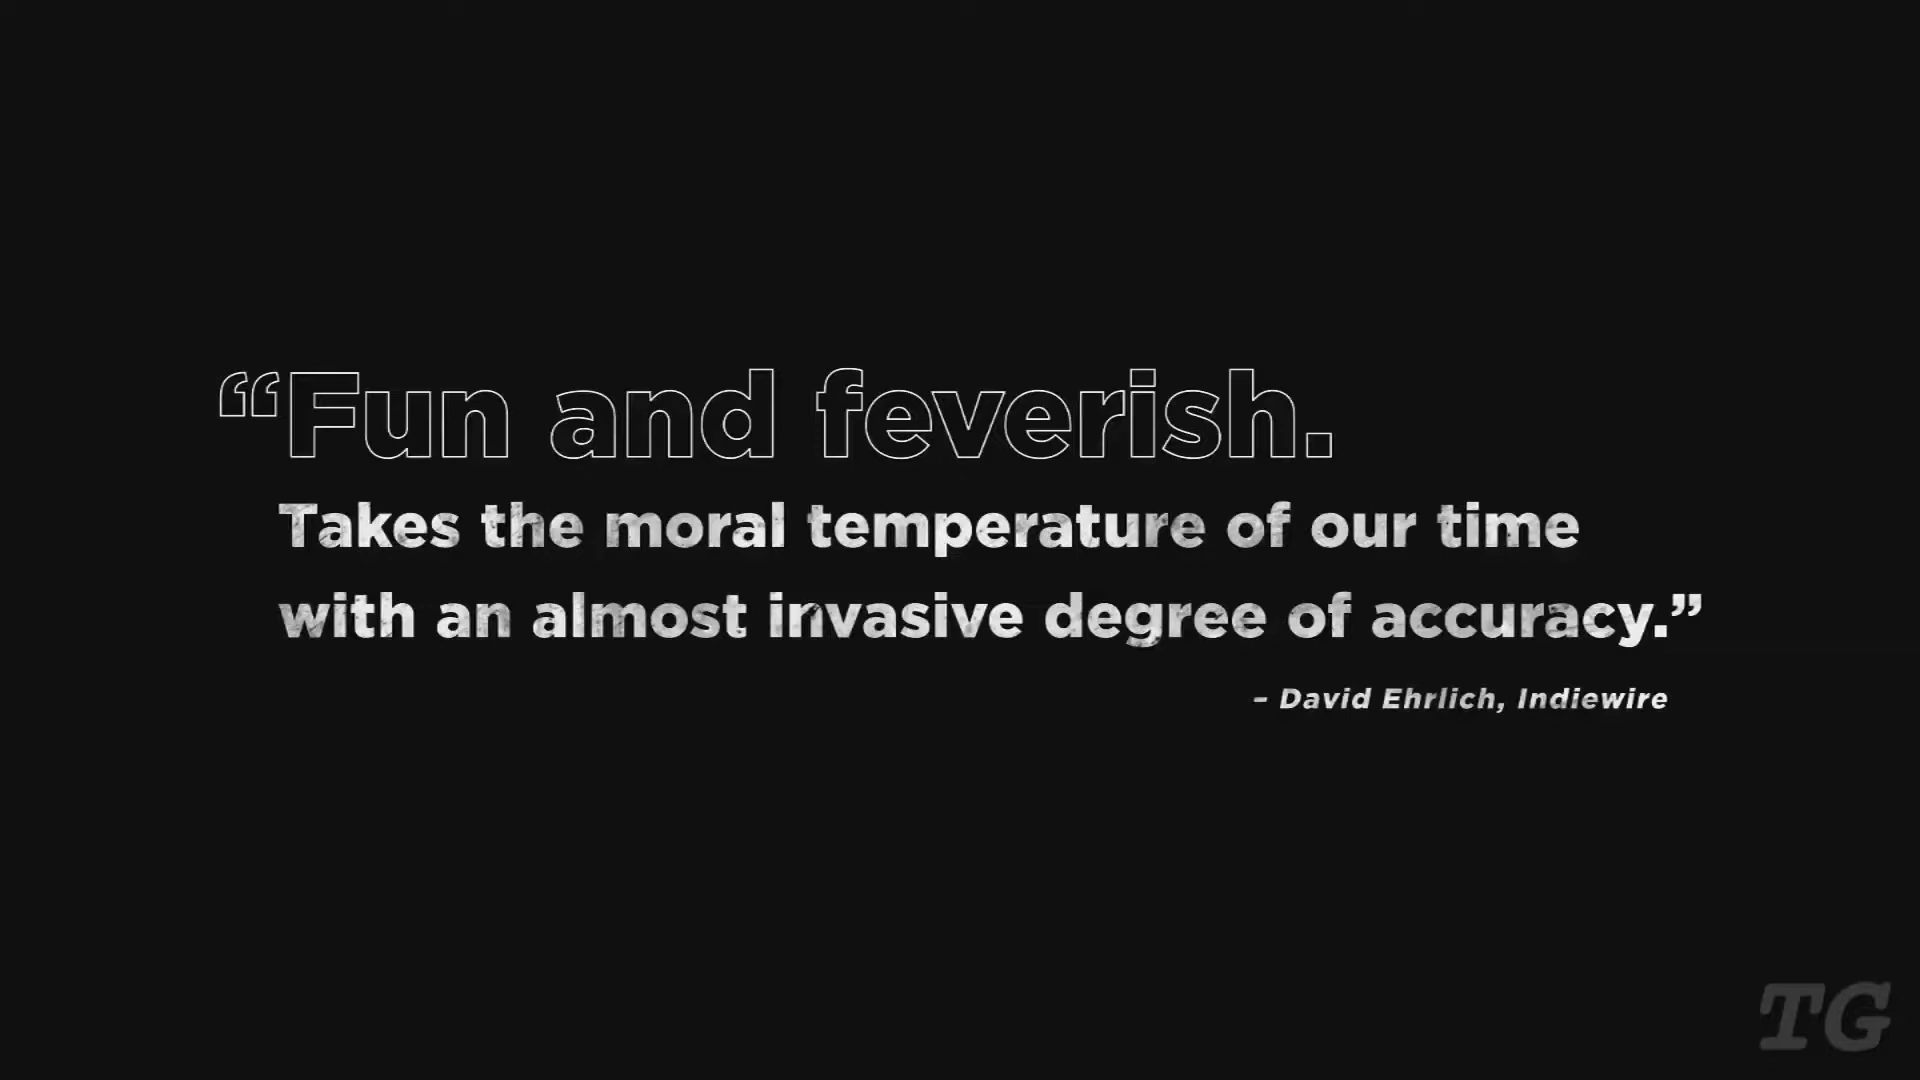 “Fun and feverish.
Takes the moral temperature of our time
with an almost invasive degree of accuracy.”
– David Ehrlich, Indiewire
TG